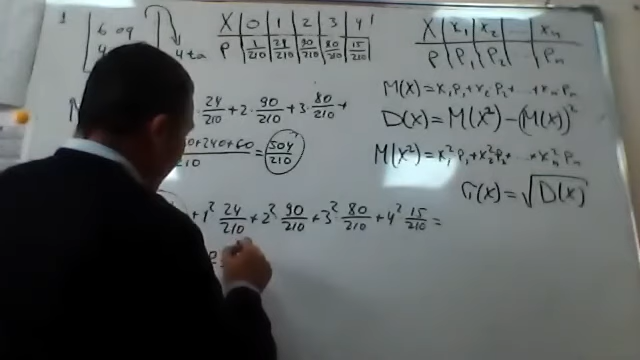 1 6 oq 4 4 ta
X 0 1 2 3 4
P 1/210 24/210 90/210 80/210 15/210
X x₁ x₂ ... xₙ
P P₁ P₂ ... Pₙ
24/210 + 2·90/210 + 3·80/210 +
+240+60/210 = 504/210
M(X)=x₁P₁+x₂P₂+...+xₙPₙ
D(X)=M(X²)-(M(X))²
M(X²)=x₁²P₁+x₂²P₂+...xₙ²Pₙ
σ(X)=√D(X)
+1² 24/210 +2² 90/210 +3² 80/210 +4² 15/210 =